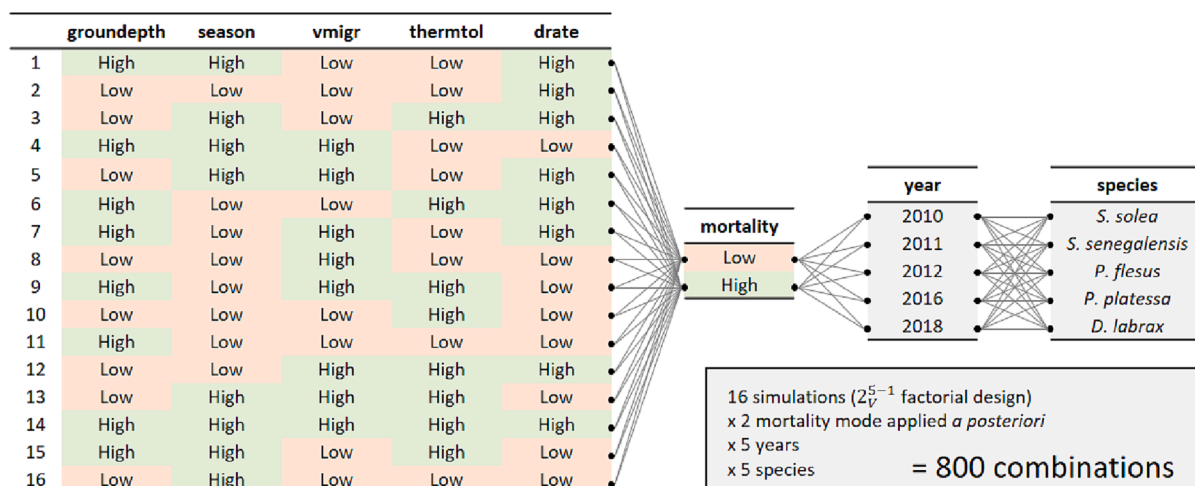 groundepth season vmigr thermtol drate
1 High High Low Low High
2 Low Low Low Low High
3 Low High Low High High
4 High High High Low Low
5 Low High High Low High
6 High Low Low High High
7 High Low High Low High
8 Low Low High Low Low
9 High Low High High Low
10 Low Low Low High Low
11 High Low Low Low Low
12 Low Low High High High
13 Low High High High Low
14 High High High High High
15 High High Low High Low
16 Low High Low Low Low
mortality
Low
High
year
2010
2011
2012
2016
2018
species
S. solea
S. senegalensis
P. flesus
P. platessa
D. labrax
16 simulations (2_V^{5−1} factorial design)
x 2 mortality mode applied a posteriori
x 5 years
x 5 species = 800 combinations